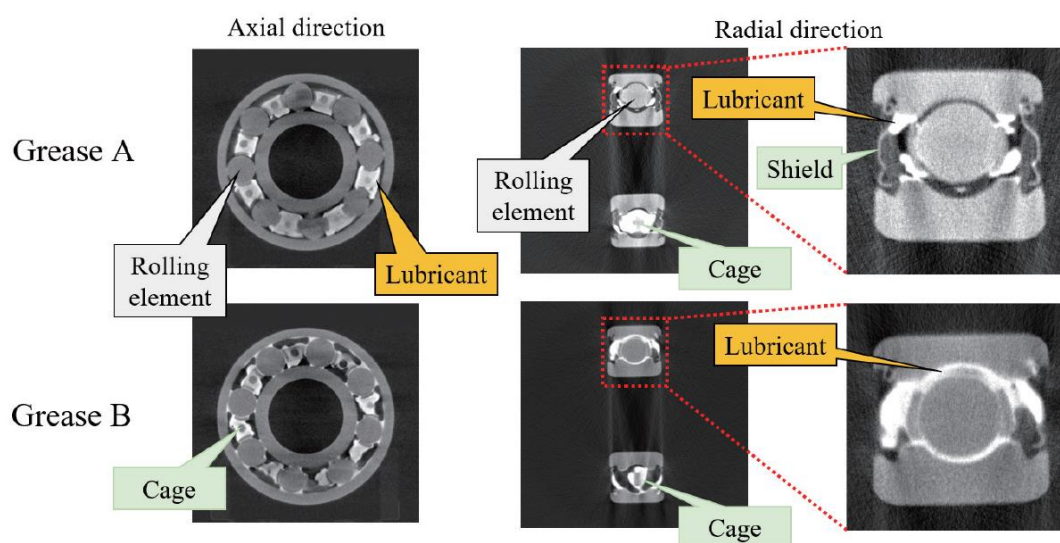 Axial direction
Radial direction
Grease A
Rolling
element
Lubricant
Rolling
element
Cage
Lubricant
Shield
Grease B
Cage
Cage
Lubricant